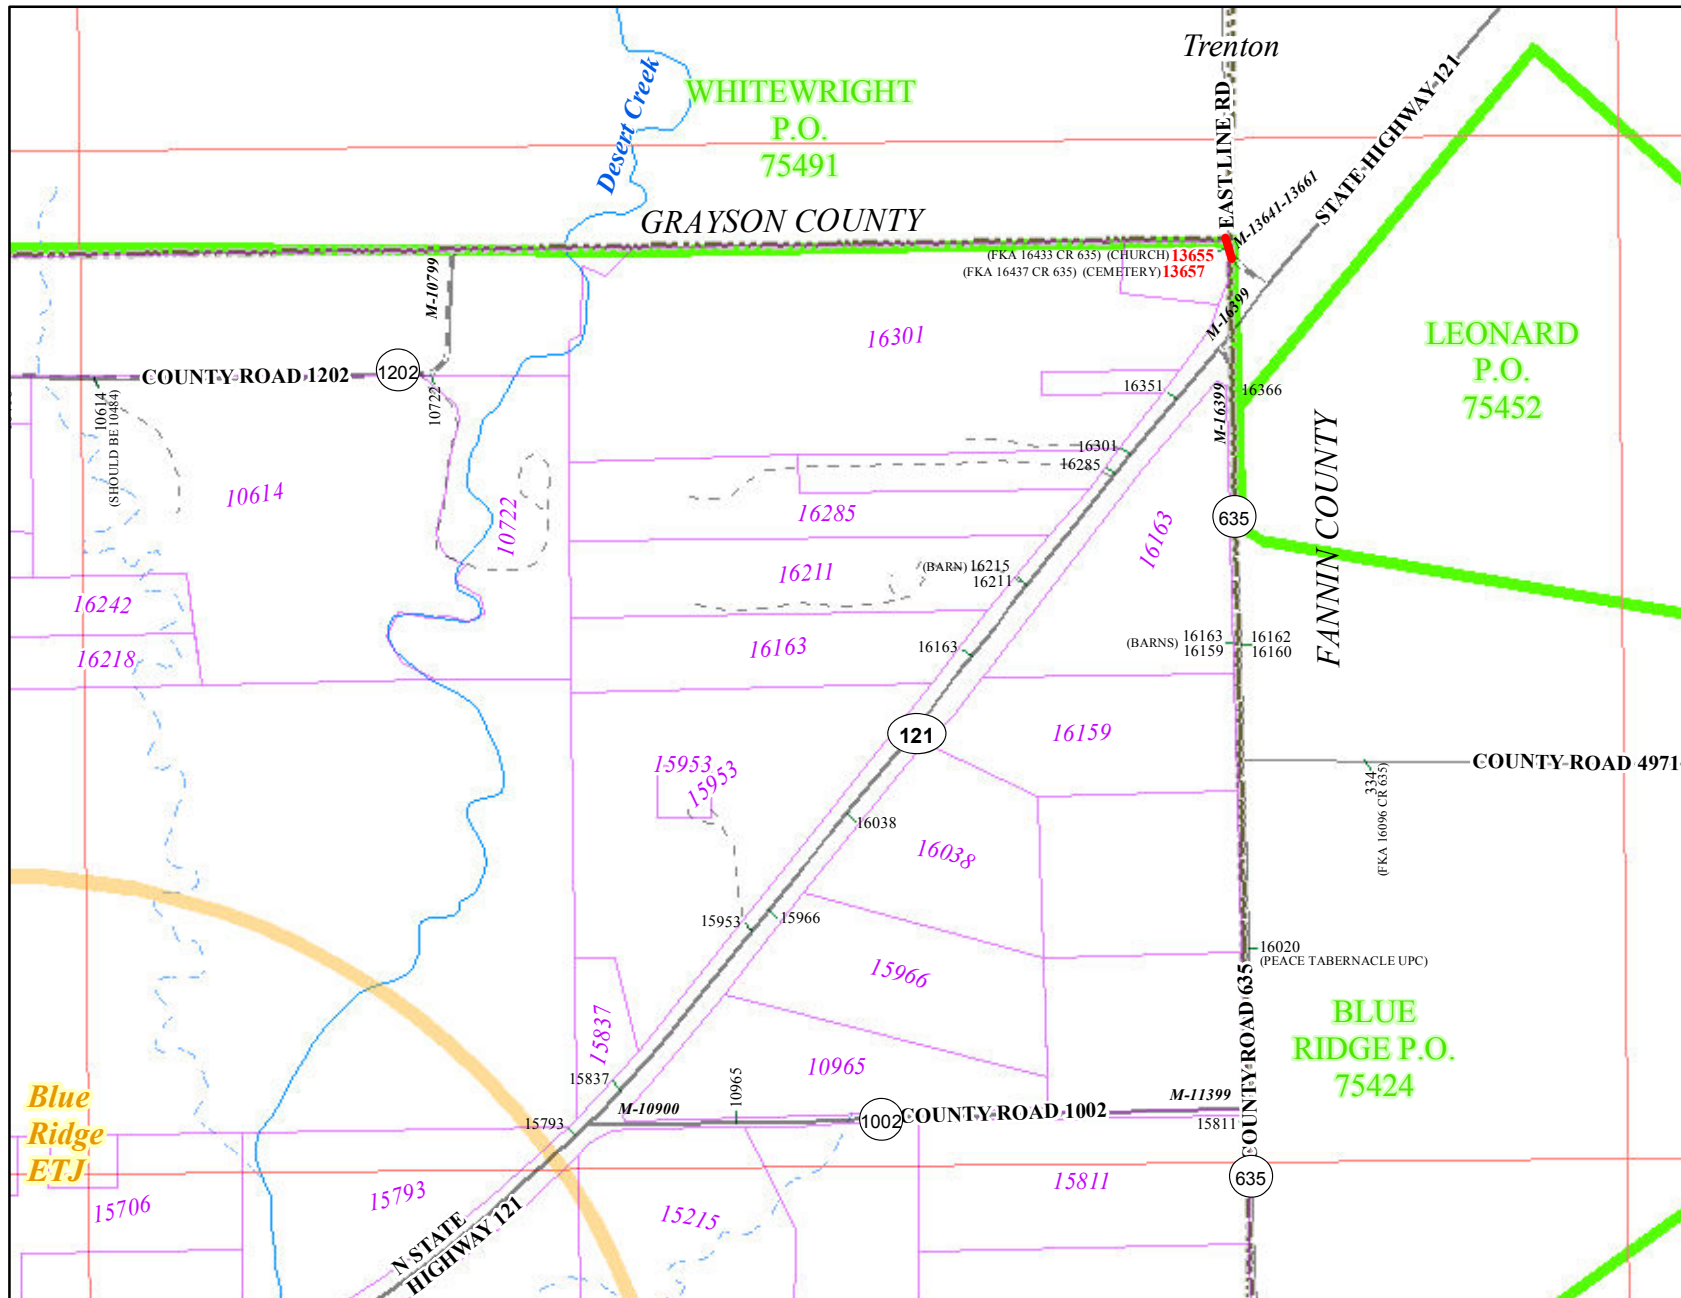 Trenton
WHITEWRIGHT
P.O.
75491
Desert Creek
GRAYSON COUNTY
EAST LINE RD
STATE HIGHWAY 121
M-13641-13661
(FKA 16433 CR 635) (CHURCH) 13655
(FKA 16437 CR 635) (CEMETERY) 13657
M-10799
M-16399
16301
LEONARD
P.O.
75452
COUNTY ROAD 1202
1202
10722
10614
(SHOULD BE 10484)
16351
16366
M-16399
16301
16285
FANNIN COUNTY
10614
10722
16285
635
16163
16211
(BARN) 16215
16211
16242
16218
16163
16163
(BARNS)
16163
16159
16162
16160
121
16159
15953
15953
COUNTY ROAD 4971
334
(FKA 16096 CR 635)
16038
16038
15953
15966
15966
16020
(PEACE TABERNACLE UPC)
COUNTY ROAD 635
BLUE
RIDGE P.O.
75424
15837
10965
15837
10965
M-10900
1002
COUNTY ROAD 1002
M-11399
15811
15793
Blue
Ridge
ETJ
635
15706
15793
15215
15811
N STATE
HIGHWAY 121